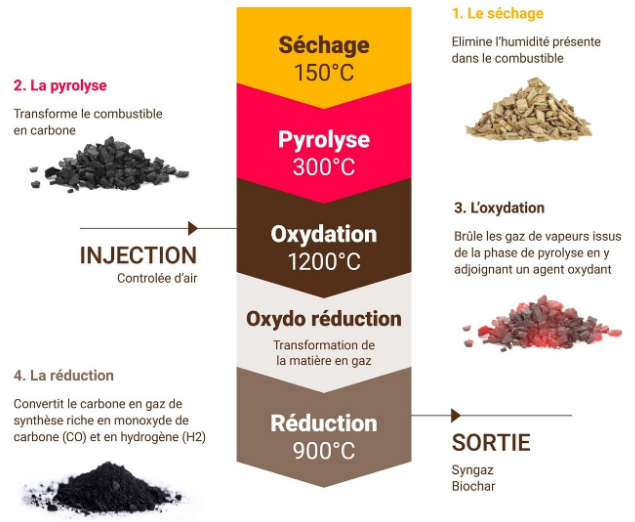 1. Le séchage
Elimine l'humidité présente
dans le combustible
Séchage
150°C
2. La pyrolyse
Transforme le combustible
en carbone
Pyrolyse
300°C
3. L'oxydation
Brûle les gaz de vapeurs issus
de la phase de pyrolyse en y
adjoignant un agent oxydant
INJECTION
Controlée d'air
Oxydation
1200°C
Oxydo réduction
Transformation de
la matière en gaz
4. La réduction
Convertit le carbone en gaz de
synthèse riche en monoxyde de
carbone (CO) et en hydrogène (H2)
Réduction
900°C
SORTIE
Syngaz
Biochar